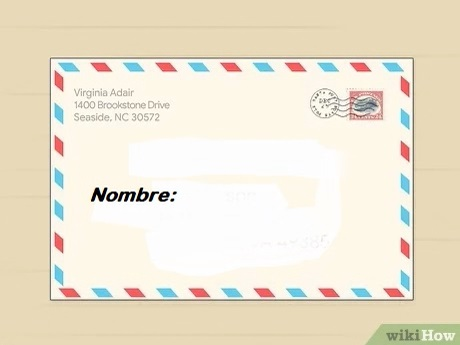 Virginia Adair
1400 Brookstone Drive
Seaside, NC 30572
Nombre:
wikiHow